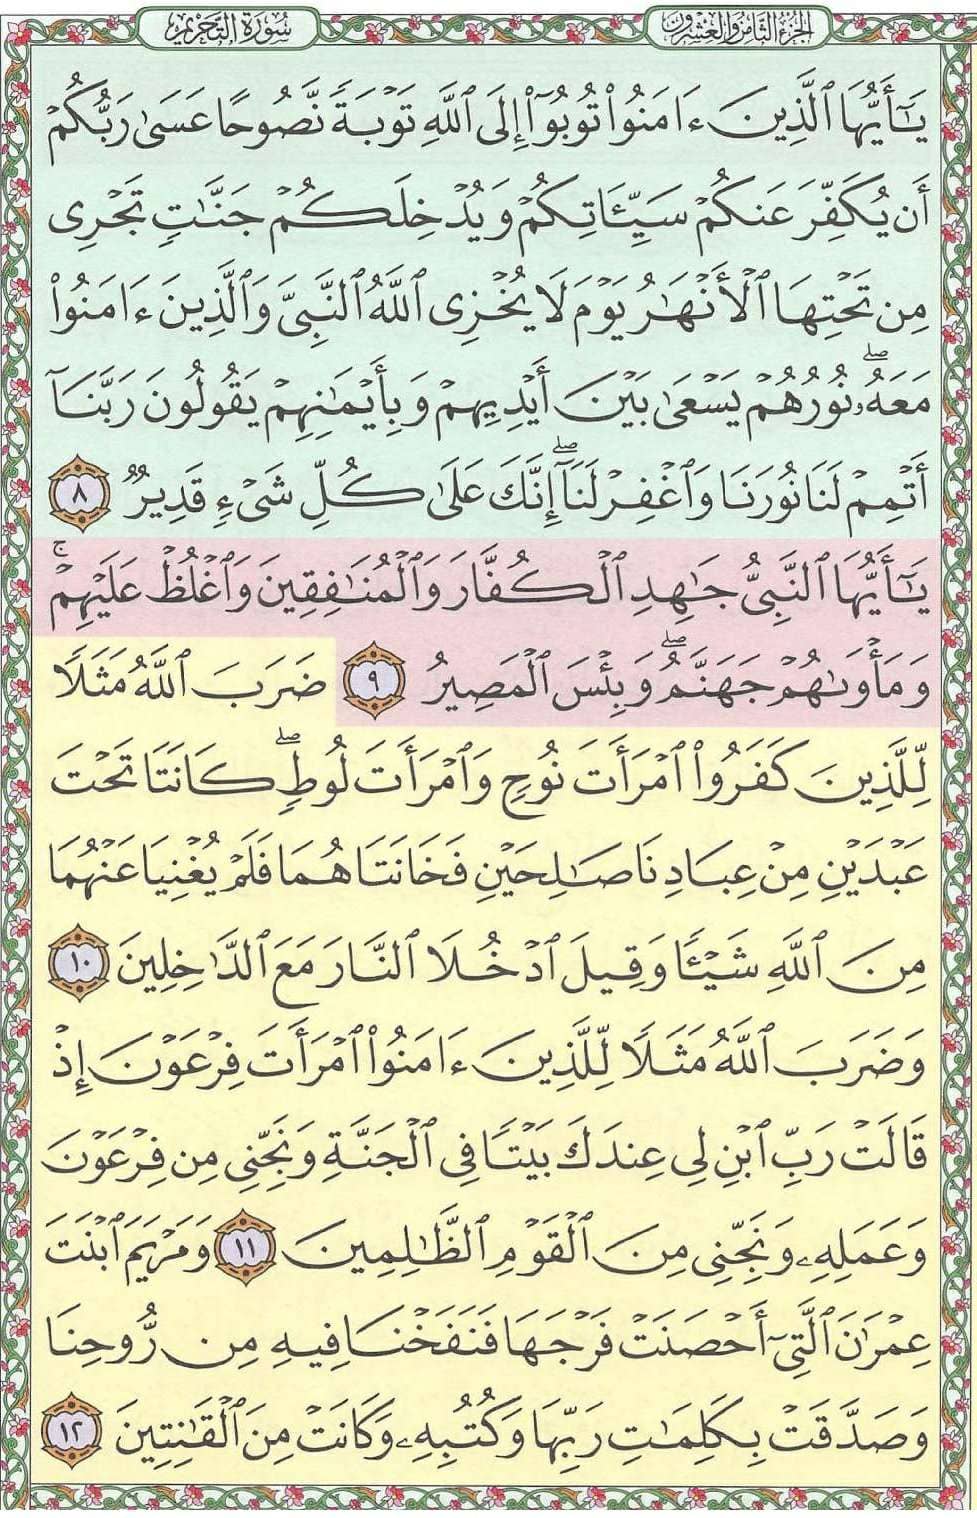 الجزء الثامن والعشرون
سورة التحريم
يَٰٓأَيُّهَا ٱلَّذِينَ ءَامَنُوا۟ تُوبُوٓا۟ إِلَى ٱللَّهِ تَوْبَةً نَّصُوحًا عَسَىٰ رَبُّكُمْ
أَن يُكَفِّرَ عَنكُمْ سَيِّـَٔاتِكُمْ وَيُدْخِلَكُمْ جَنَّٰتٍ تَجْرِى
مِن تَحْتِهَا ٱلْأَنْهَٰرُ يَوْمَ لَا يُخْزِى ٱللَّهُ ٱلنَّبِىَّ وَٱلَّذِينَ ءَامَنُوا۟
مَعَهُۥ ۖ نُورُهُمْ يَسْعَىٰ بَيْنَ أَيْدِيهِمْ وَبِأَيْمَٰنِهِمْ يَقُولُونَ رَبَّنَآ
أَتْمِمْ لَنَا نُورَنَا وَٱغْفِرْ لَنَآ ۖ إِنَّكَ عَلَىٰ كُلِّ شَىْءٍ قَدِيرٌ ٨
يَٰٓأَيُّهَا ٱلنَّبِىُّ جَٰهِدِ ٱلْكُفَّارَ وَٱلْمُنَٰفِقِينَ وَٱغْلُظْ عَلَيْهِمْ ۚ
وَمَأْوَىٰهُمْ جَهَنَّمُ ۖ وَبِئْسَ ٱلْمَصِيرُ ٩ ضَرَبَ ٱللَّهُ مَثَلًا
لِّلَّذِينَ كَفَرُوا۟ ٱمْرَأَتَ نُوحٍ وَٱمْرَأَتَ لُوطٍ ۖ كَانَتَا تَحْتَ
عَبْدَيْنِ مِنْ عِبَادِنَا صَٰلِحَيْنِ فَخَانَتَاهُمَا فَلَمْ يُغْنِيَا عَنْهُمَا
مِنَ ٱللَّهِ شَيْـًٔا وَقِيلَ ٱدْخُلَا ٱلنَّارَ مَعَ ٱلدَّٰخِلِينَ ١٠
وَضَرَبَ ٱللَّهُ مَثَلًا لِّلَّذِينَ ءَامَنُوا۟ ٱمْرَأَتَ فِرْعَوْنَ إِذْ
قَالَتْ رَبِّ ٱبْنِ لِى عِندَكَ بَيْتًا فِى ٱلْجَنَّةِ وَنَجِّنِى مِن فِرْعَوْنَ
وَعَمَلِهِۦ وَنَجِّنِى مِنَ ٱلْقَوْمِ ٱلظَّٰلِمِينَ ١١ وَمَرْيَمَ ٱبْنَتَ
عِمْرَٰنَ ٱلَّتِىٓ أَحْصَنَتْ فَرْجَهَا فَنَفَخْنَا فِيهِ مِن رُّوحِنَا
وَصَدَّقَتْ بِكَلِمَٰتِ رَبِّهَا وَكُتُبِهِۦ وَكَانَتْ مِنَ ٱلْقَٰنِتِينَ ١٢